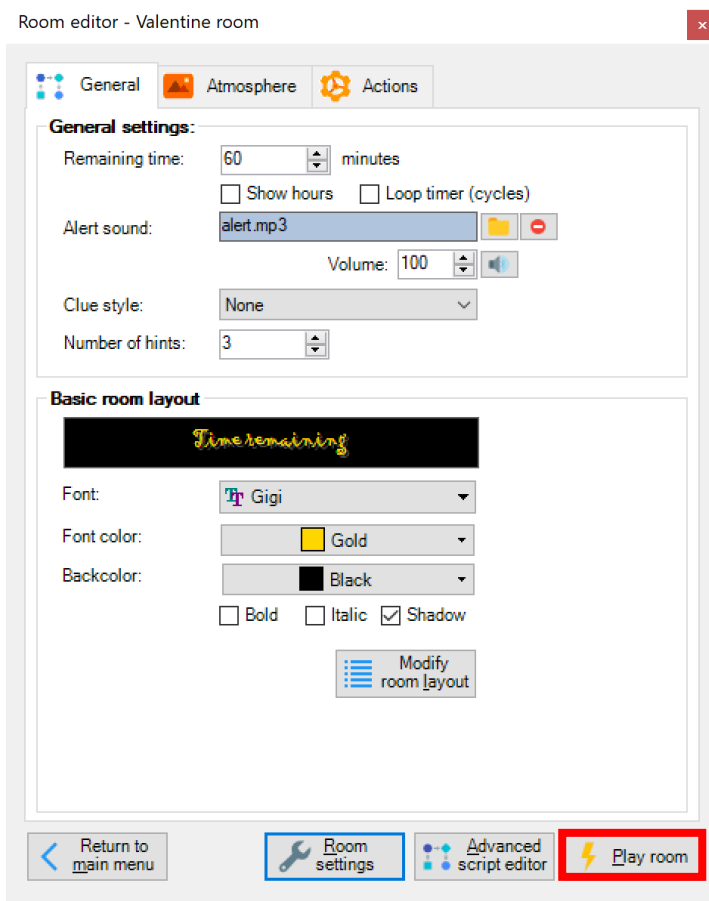 Room editor - Valentine room
×
General
Atmosphere
Actions
General settings:
Remaining time: 60 minutes
Show hours Loop timer (cycles)
Alert sound: alert.mp3
Volume: 100
Clue style: None
Number of hints: 3
Basic room layout
Time remaining
Font: Gigi
Font color: Gold
Backcolor: Black
Bold Italic Shadow
Modify
room layout
Return to
main menu
Room
settings
Advanced
script editor
Play room